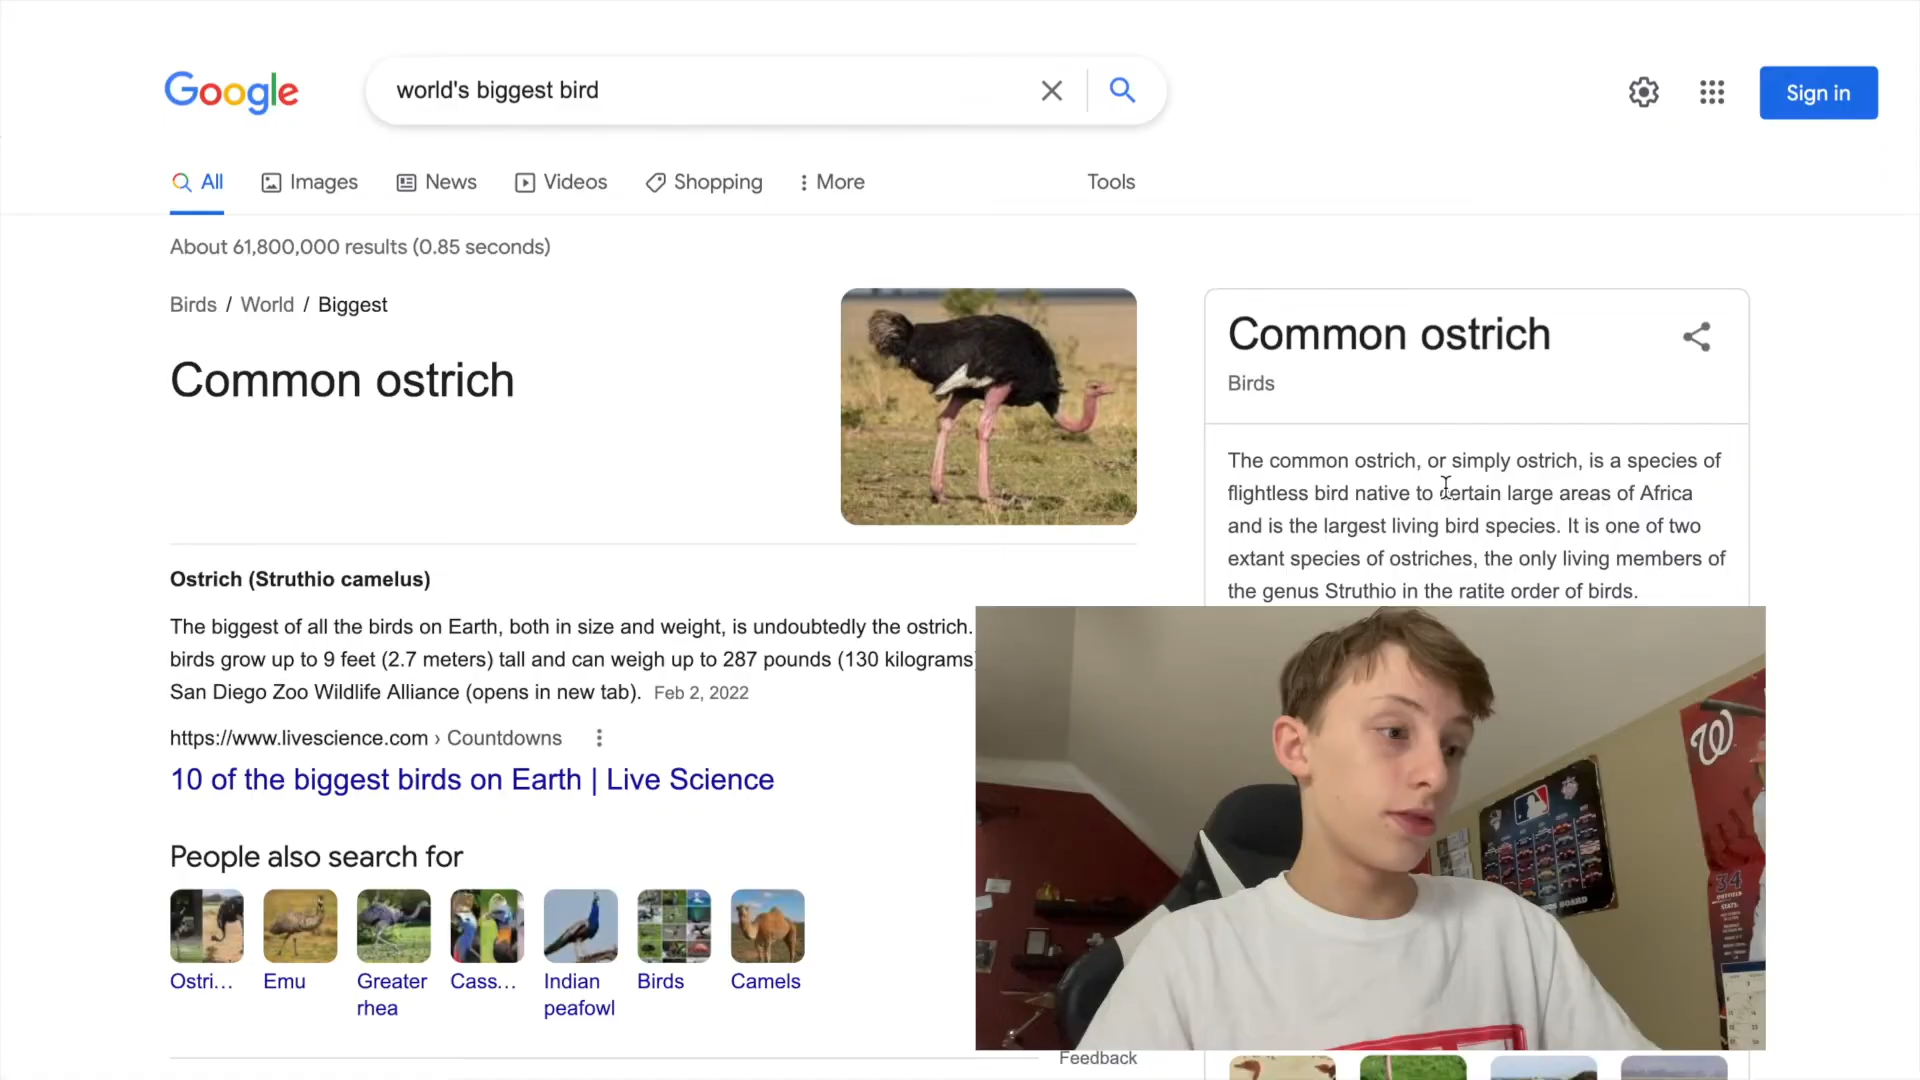 Google
world's biggest bird
Sign in
All
Images
News
Videos
Shopping
More
Tools
About 61,800,000 results (0.85 seconds)
Birds / World / Biggest
Common ostrich
Common ostrich
Birds
The common ostrich, or simply ostrich, is a species of
flightless bird native to certain large areas of Africa
and is the largest living bird species. It is one of two
extant species of ostriches, the only living members of
the genus Struthio in the ratite order of birds.
Ostrich (Struthio camelus)
The biggest of all the birds on Earth, both in size and weight, is undoubtedly the ostrich.
birds grow up to 9 feet (2.7 meters) tall and can weigh up to 287 pounds (130 kilograms)
San Diego Zoo Wildlife Alliance (opens in new tab). Feb 2, 2022
https://www.livescience.com › Countdowns
10 of the biggest birds on Earth | Live Science
People also search for
Ostri...
Emu
Greater
rhea
Cass...
Indian
peafowl
Birds
Camels
Feedback
W
34
BOARD